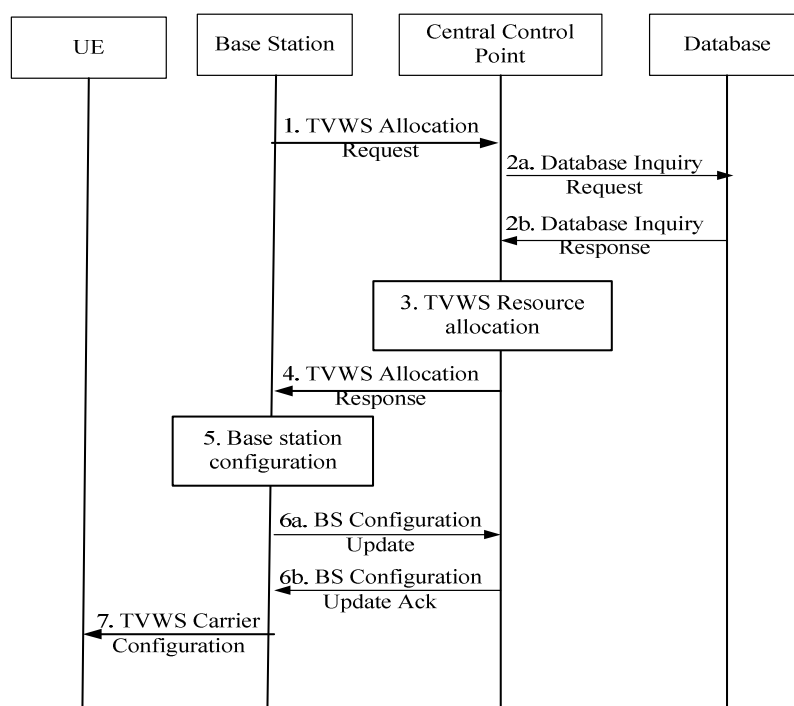 UE
Base Station
Central Control
Point
Database
1. TVWS Allocation
Request
2a. Database Inquiry
Request
2b. Database Inquiry
Response
3. TVWS Resource
allocation
4. TVWS Allocation
Response
5. Base station
configuration
6a. BS Configuration
Update
6b. BS Configuration
Update Ack
7. TVWS Carrier
Configuration